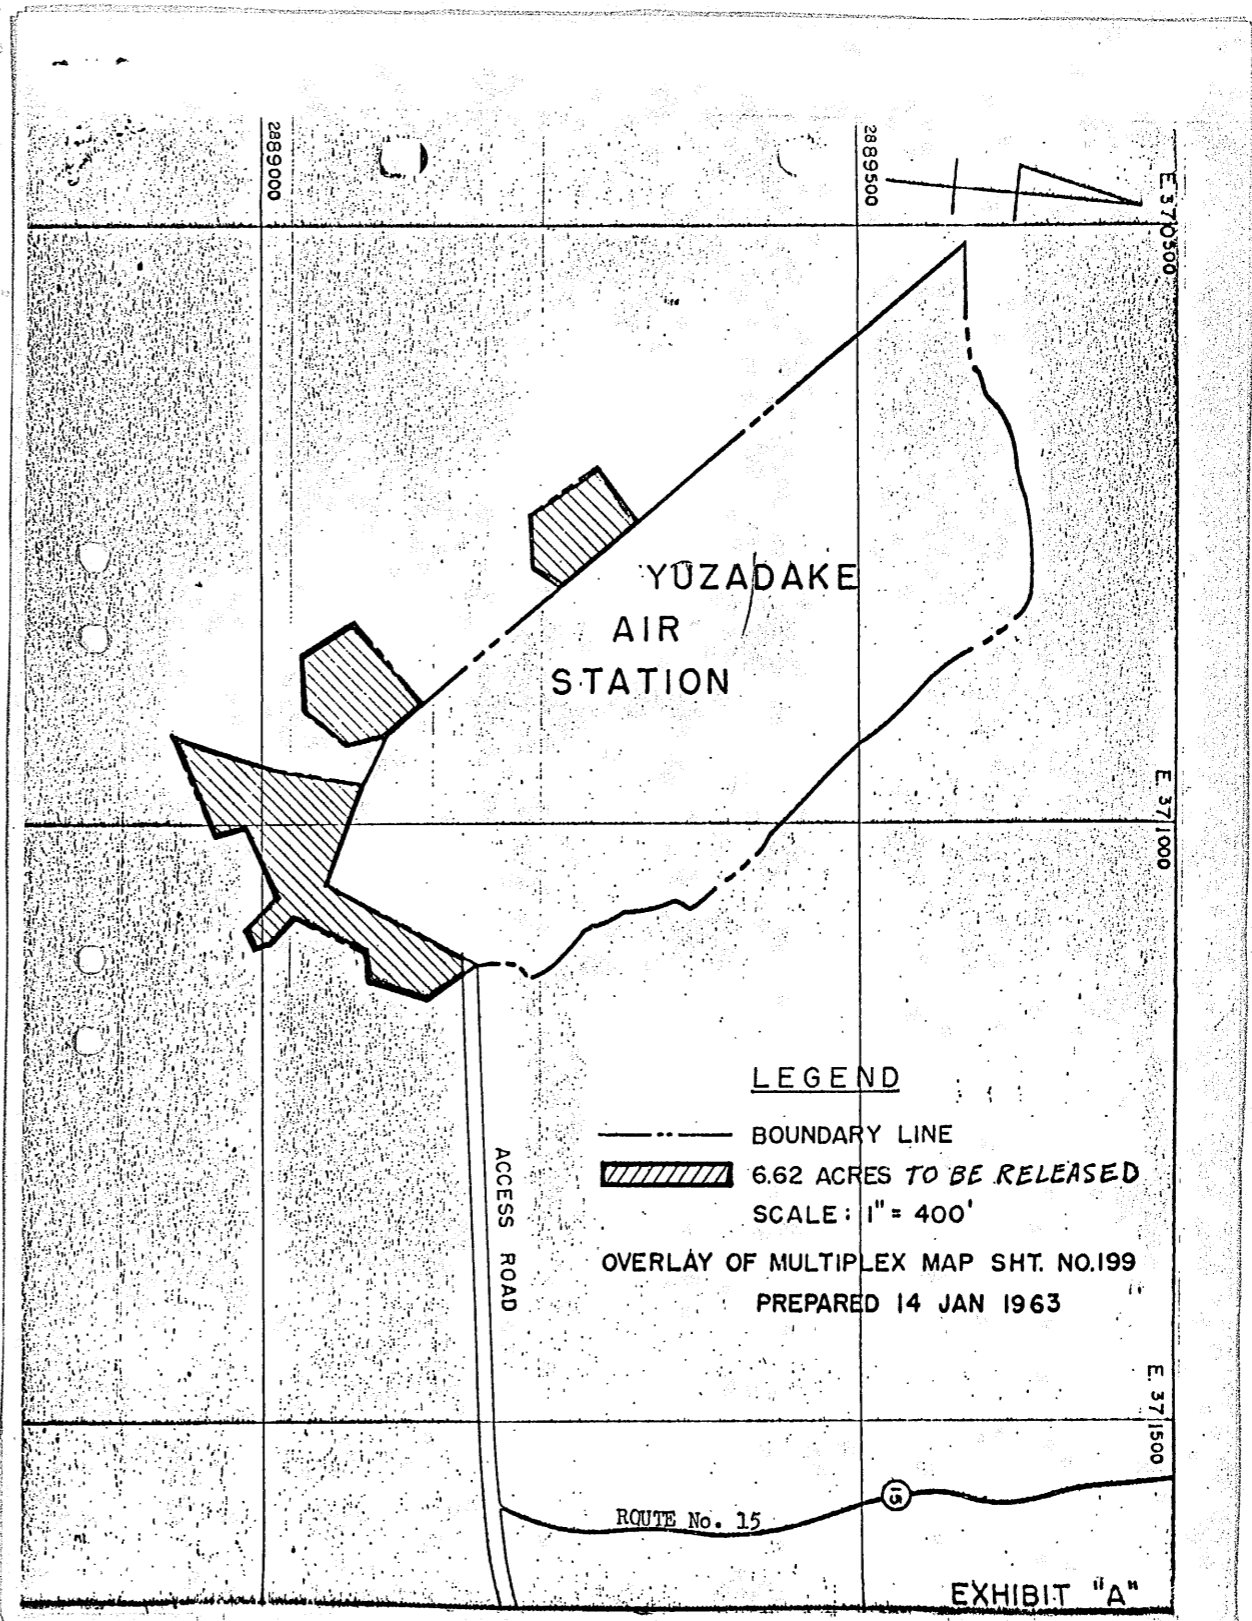 2889000
2889500
E. 370500
YUZADAKE
AIR
STATION
E. 371000
LEGEND
BOUNDARY LINE
6.62 ACRES TO BE RELEASED
SCALE: 1" = 400'
ACCESS ROAD
OVERLAY OF MULTIPLEX MAP SHT. NO.199
PREPARED 14 JAN 1963
E. 371500
15
ROUTE No. 15
EXHIBIT "A"